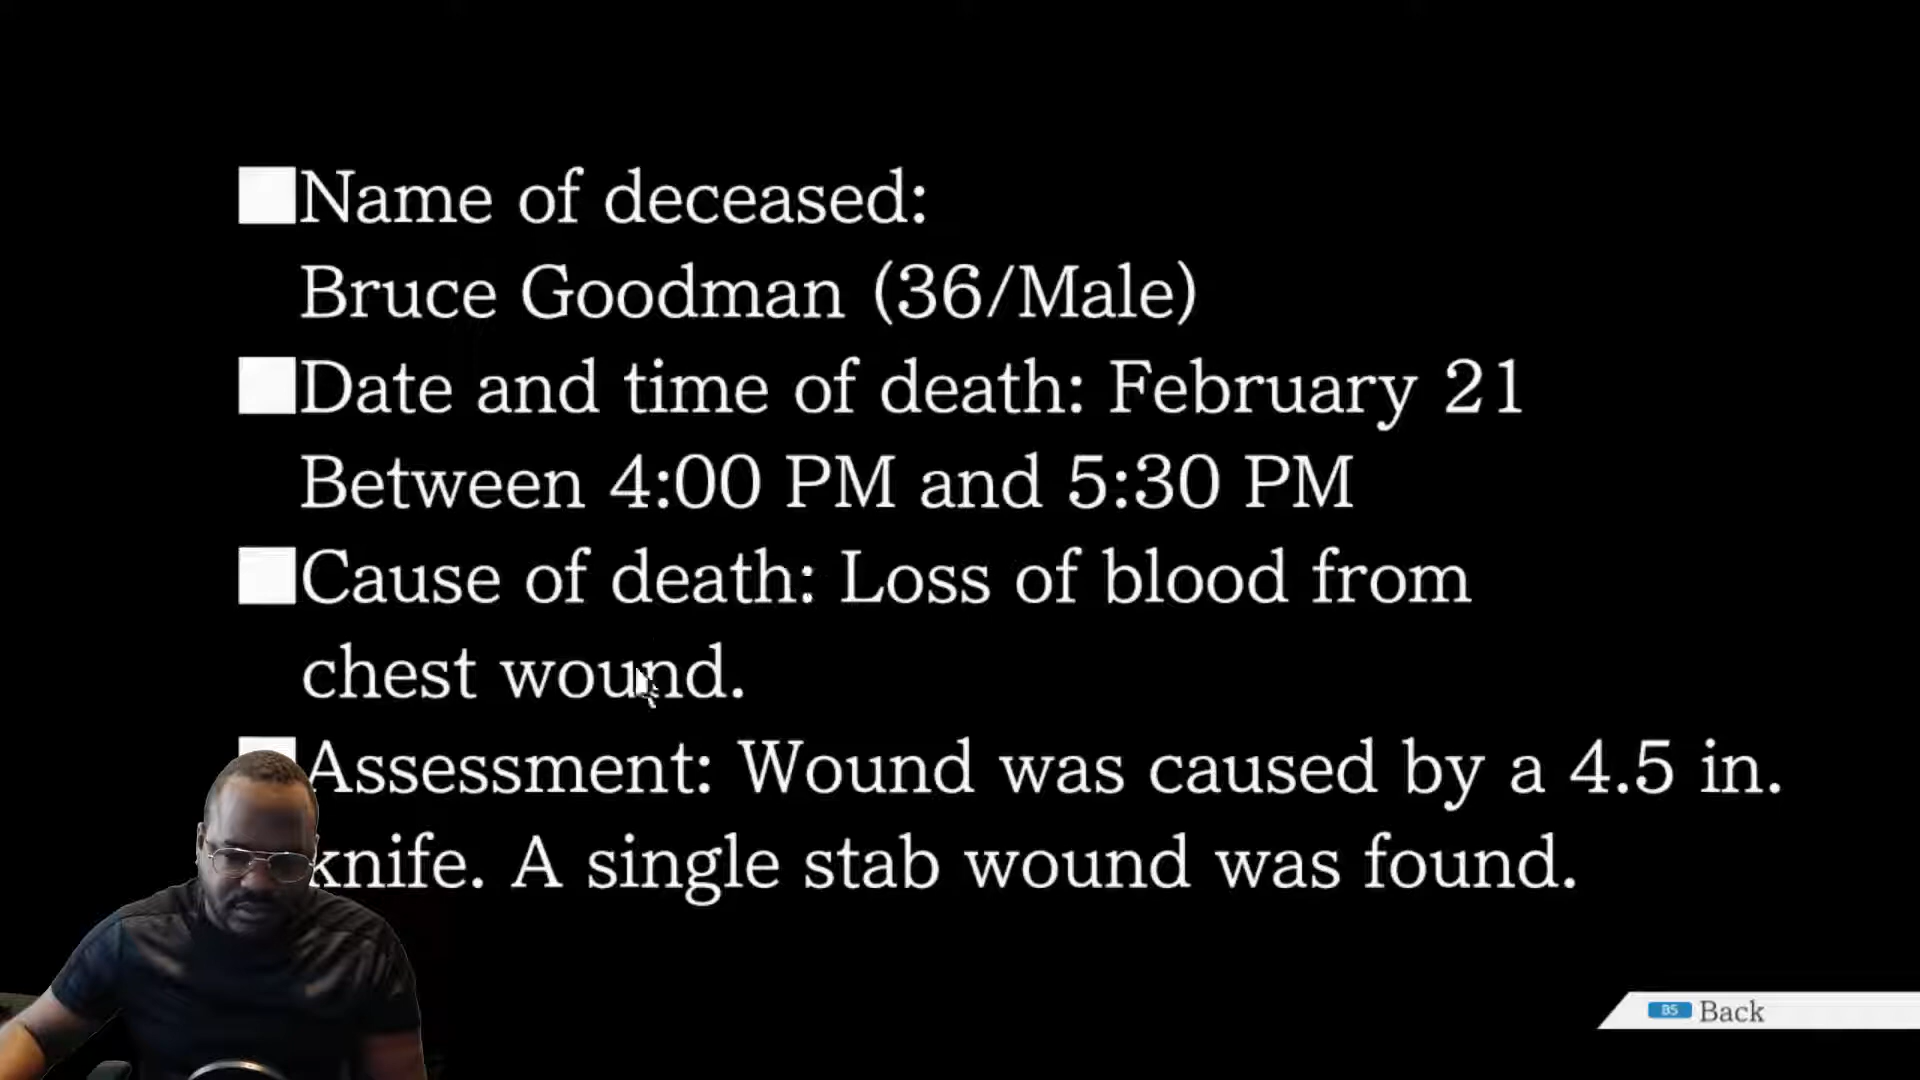 Name of deceased:
Bruce Goodman (36/Male)
Date and time of death: February 21
Between 4:00 PM and 5:30 PM
Cause of death: Loss of blood from
chest wound.
Assessment: Wound was caused by a 4.5 in.
knife. A single stab wound was found.
BS Back